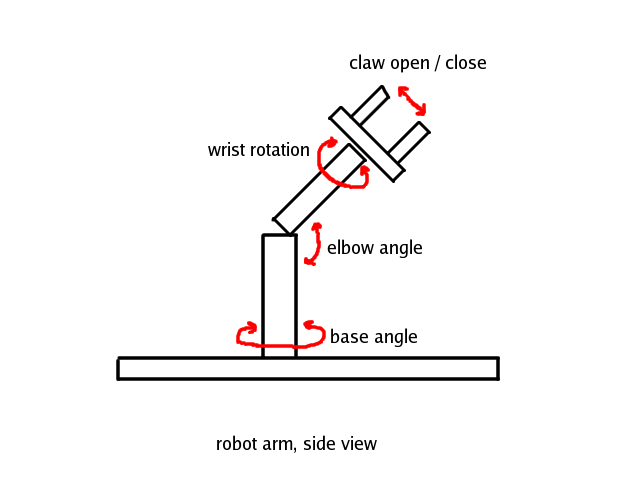 claw open / close
wrist rotation
elbow angle
base angle
robot arm, side view